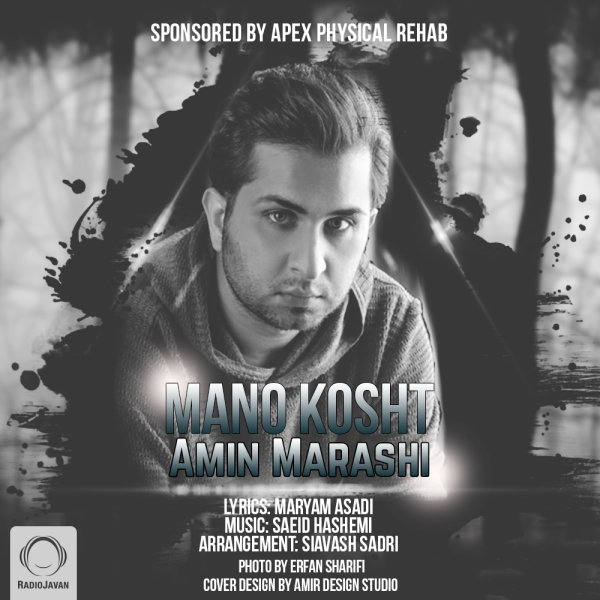 SPONSORED BY APEX PHYSICAL REHAB
MANO KOSHT
AMIN MARASHI
LYRICS: MARYAM ASADI
MUSIC: SAEID HASHEMI
ARRANGEMENT: SIAVASH SADRI
PHOTO BY ERFAN SHARIFI
COVER DESIGN BY AMIR DESIGN STUDIO
RADIOJAVAN